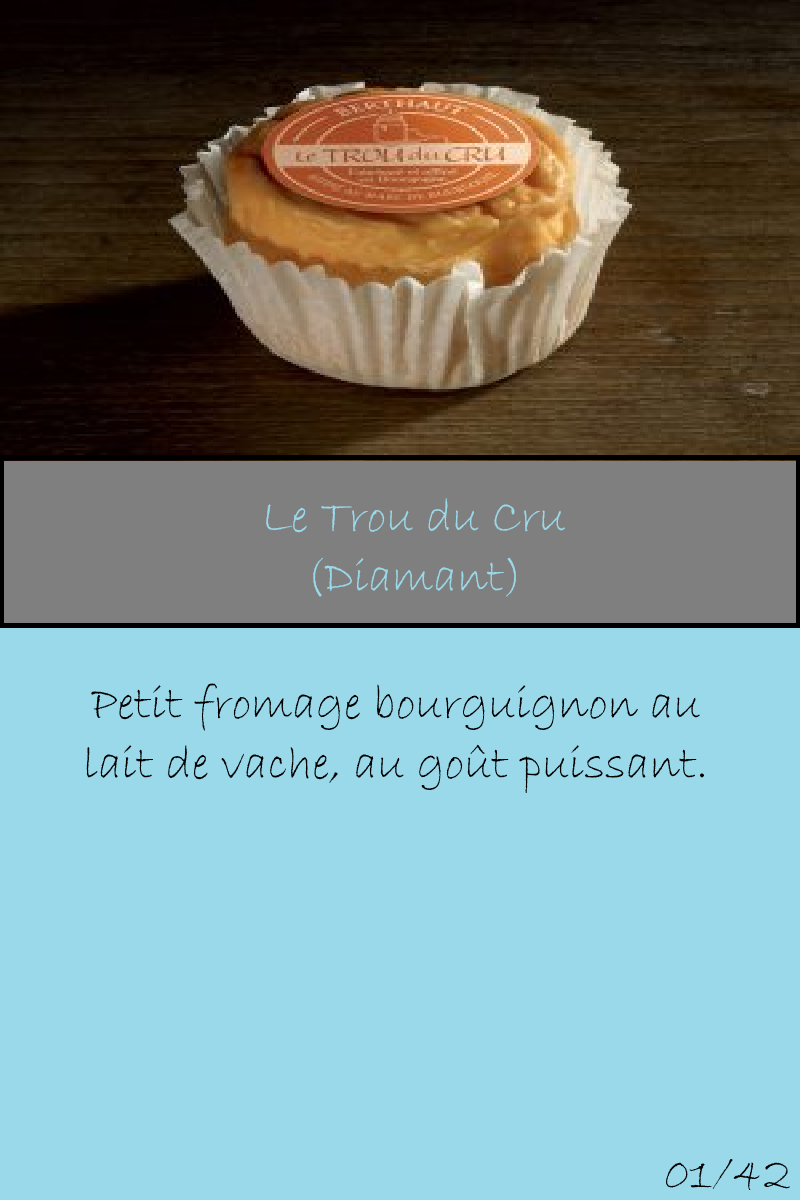 BERTHAUT
Le TROU du CRU
Le Trou du Cru
(Diamant)
Petit fromage bourguignon au
lait de vache, au goût puissant.
01/42